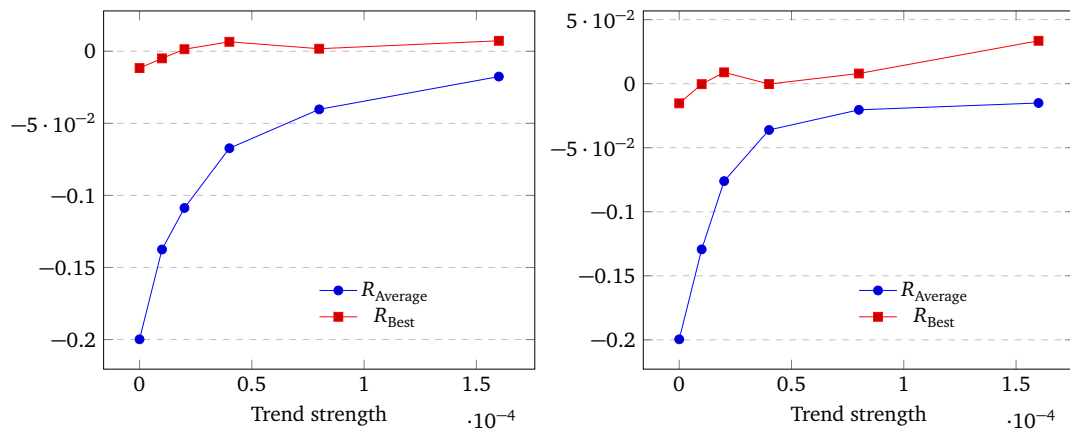 0
−5 · 10⁻²
−0.1
−0.15
−0.2
0
0.5
1
1.5
·10⁻⁴
Trend strength
R_Average
R_Best
5 · 10⁻²
0
−5 · 10⁻²
−0.1
−0.15
−0.2
0
0.5
1
1.5
·10⁻⁴
Trend strength
R_Average
R_Best